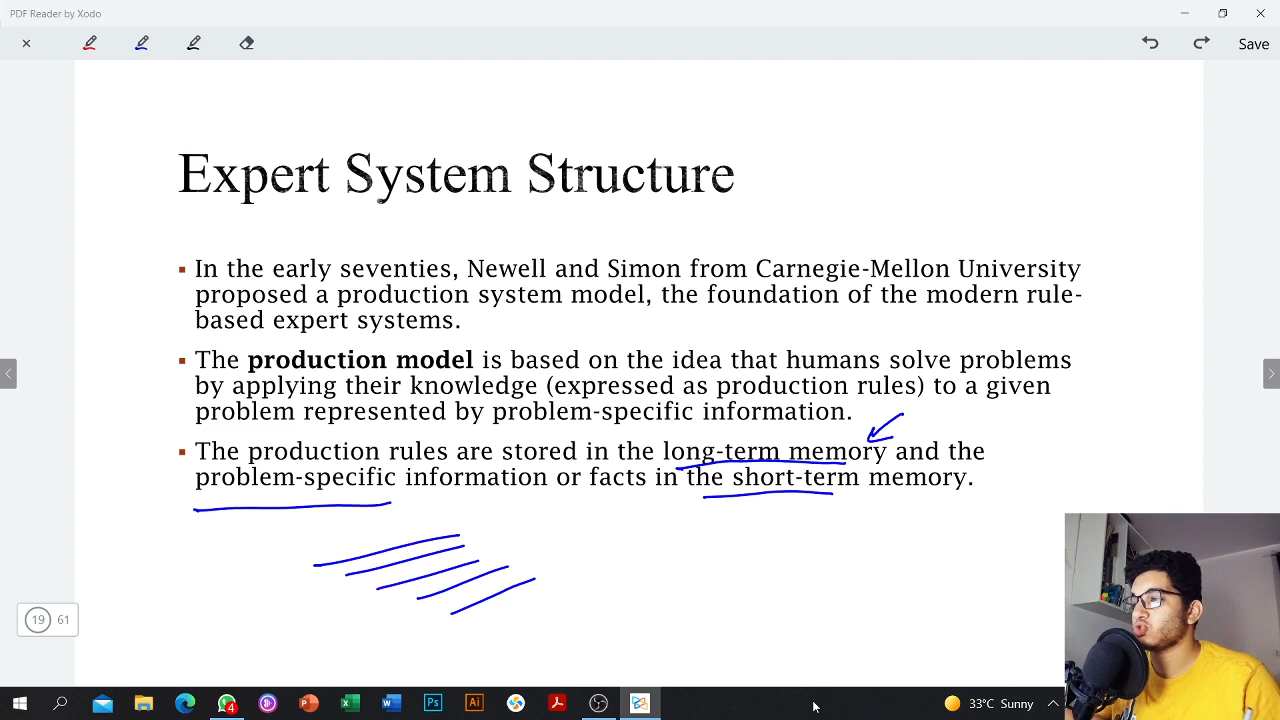 PDF Reader by Xodo
Save
Expert System Structure
▪ In the early seventies, Newell and Simon from Carnegie-Mellon University
proposed a production system model, the foundation of the modern rule-
based expert systems.
▪ The production model is based on the idea that humans solve problems
by applying their knowledge (expressed as production rules) to a given
problem represented by problem-specific information.
▪ The production rules are stored in the long-term memory and the
problem-specific information or facts in the short-term memory.
19 61
4 Ps Ai 33°C Sunny